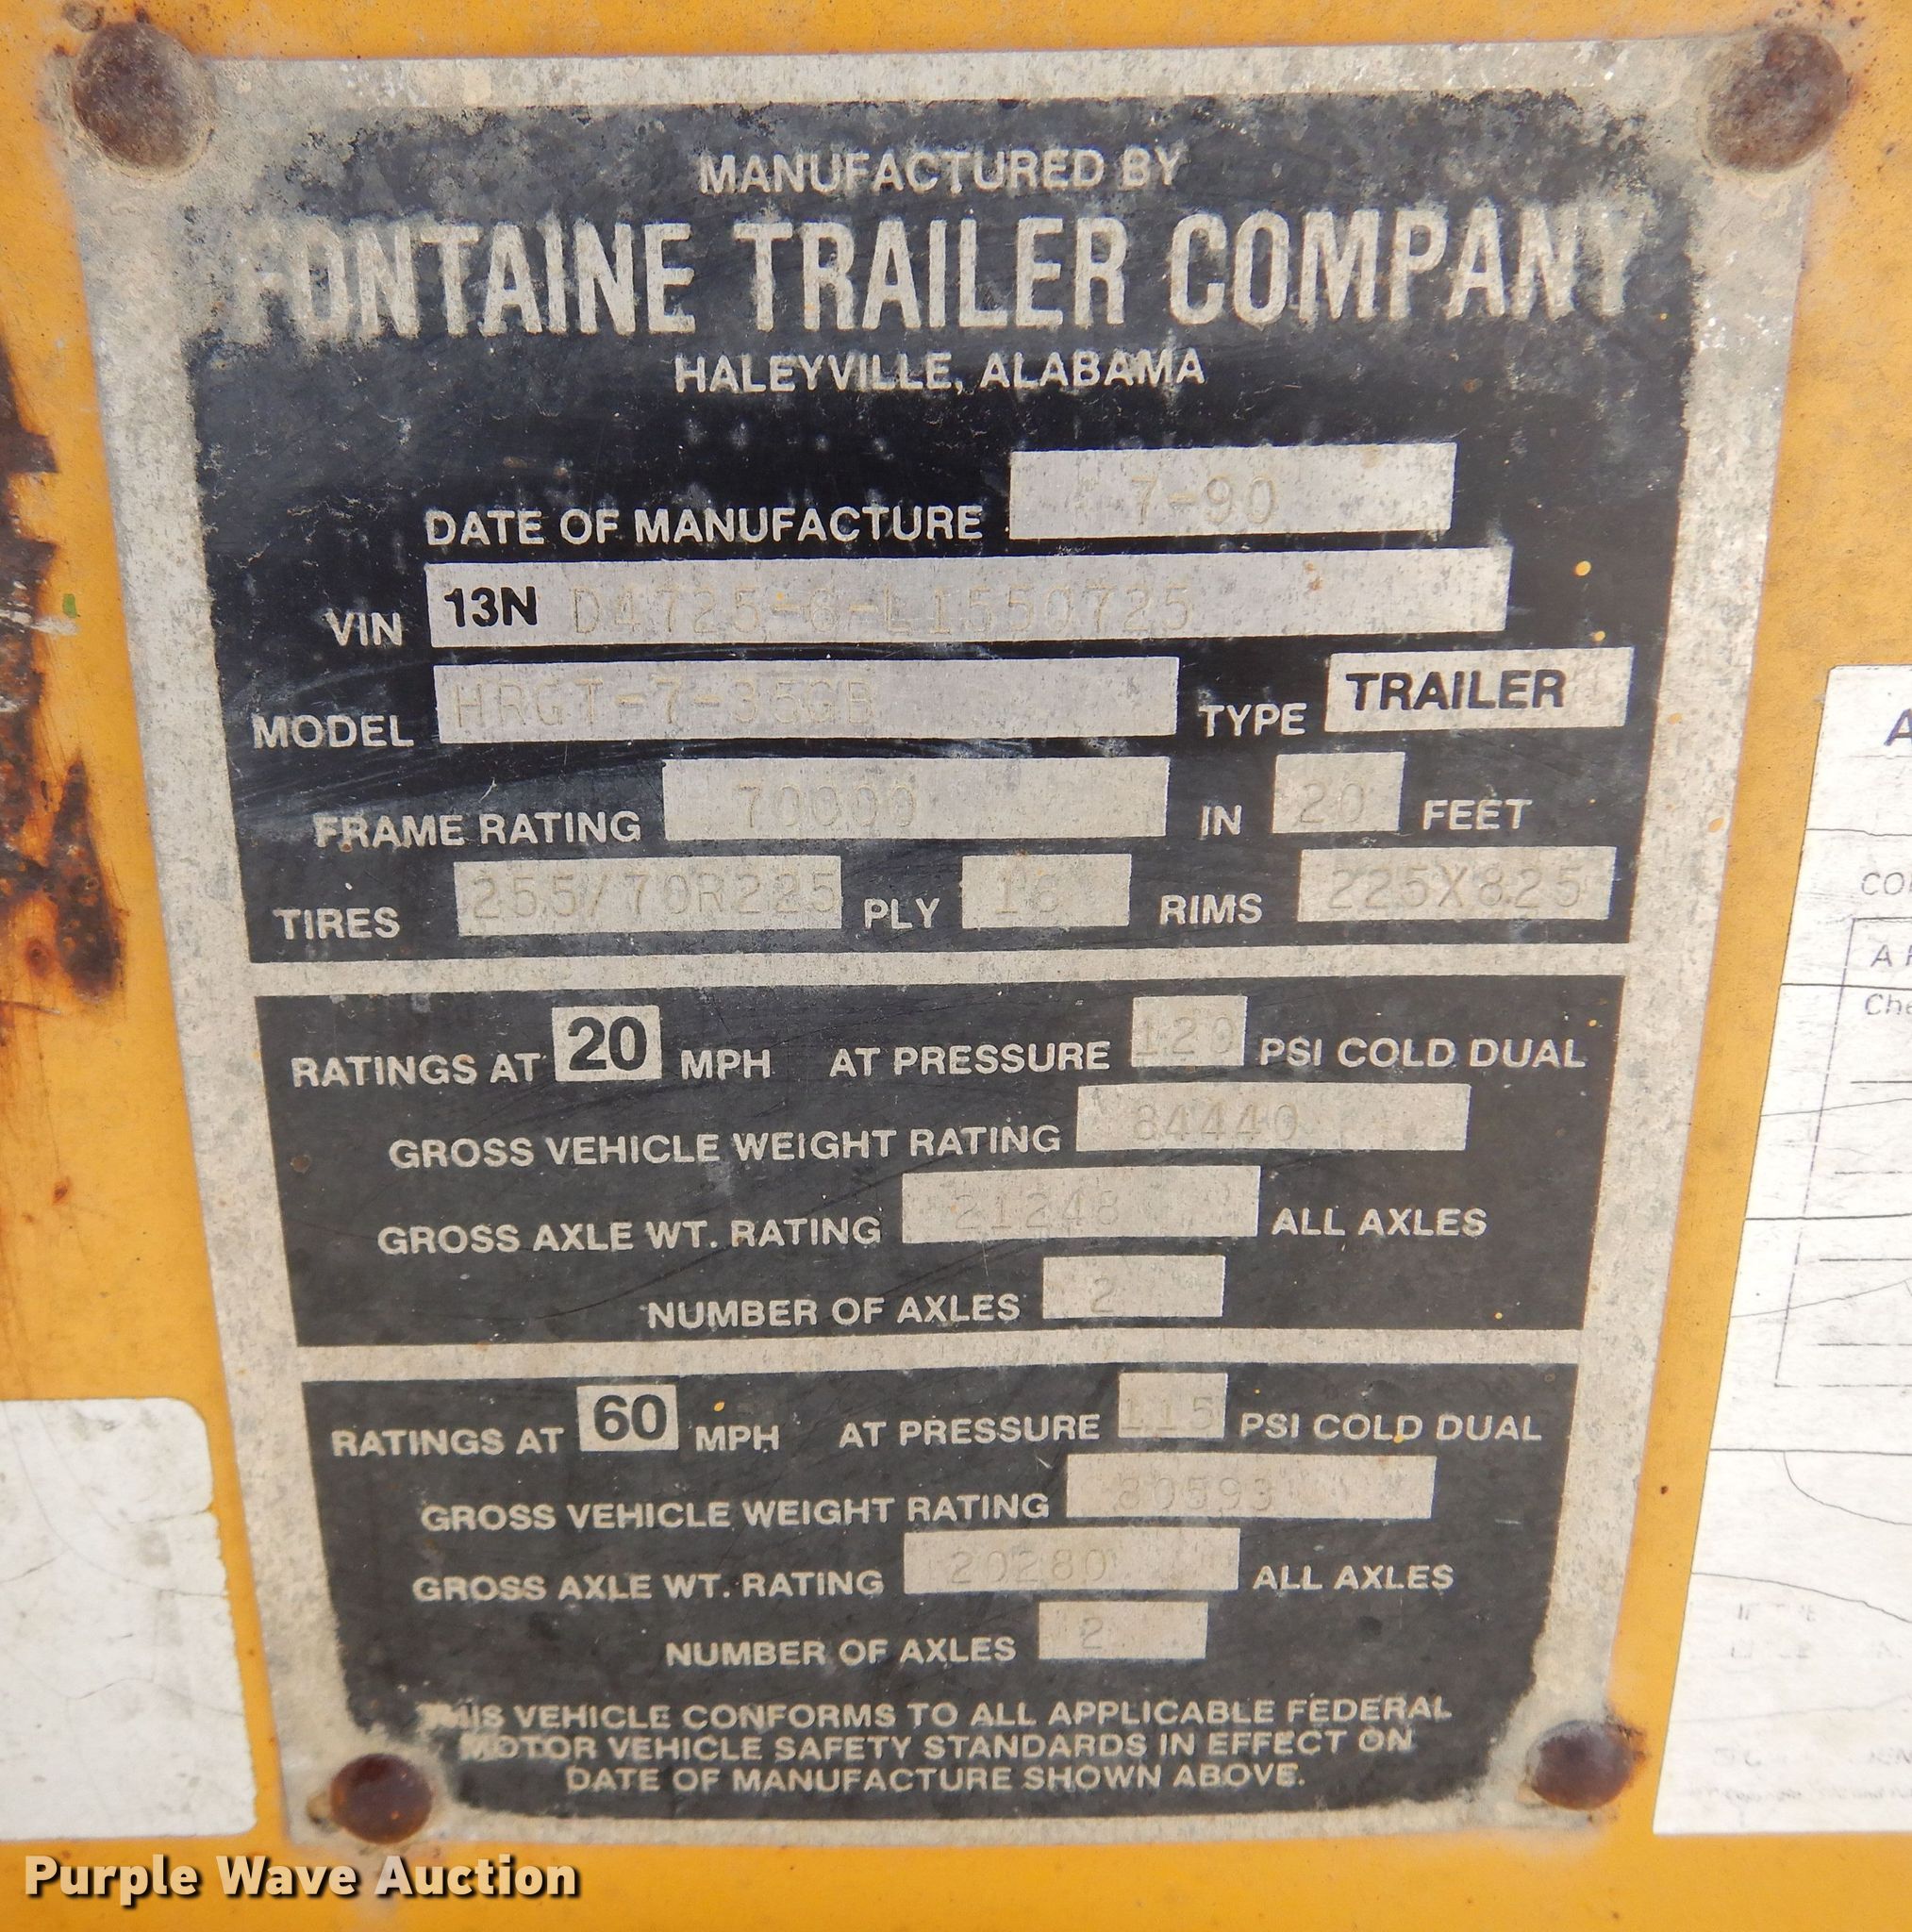 MANUFACTURED BY
FONTAINE TRAILER COMPANY
HALEYVILLE, ALABAMA
DATE OF MANUFACTURE 7-90
VIN 13N D4725-6-L1550725
MODEL HRGT-7-35GB TYPE TRAILER
FRAME RATING 70000 IN 20 FEET
TIRES 255/70R225 PLY 16 RIMS 225X825
RATINGS AT 20 MPH AT PRESSURE 120 PSI COLD DUAL
GROSS VEHICLE WEIGHT RATING 84440
GROSS AXLE WT. RATING 21248 ALL AXLES
NUMBER OF AXLES 2
RATINGS AT 60 MPH AT PRESSURE 115 PSI COLD DUAL
GROSS VEHICLE WEIGHT RATING 80593
GROSS AXLE WT. RATING 20280 ALL AXLES
NUMBER OF AXLES 2
THIS VEHICLE CONFORMS TO ALL APPLICABLE FEDERAL
MOTOR VEHICLE SAFETY STANDARDS IN EFFECT ON
DATE OF MANUFACTURE SHOWN ABOVE.
Purple Wave Auction